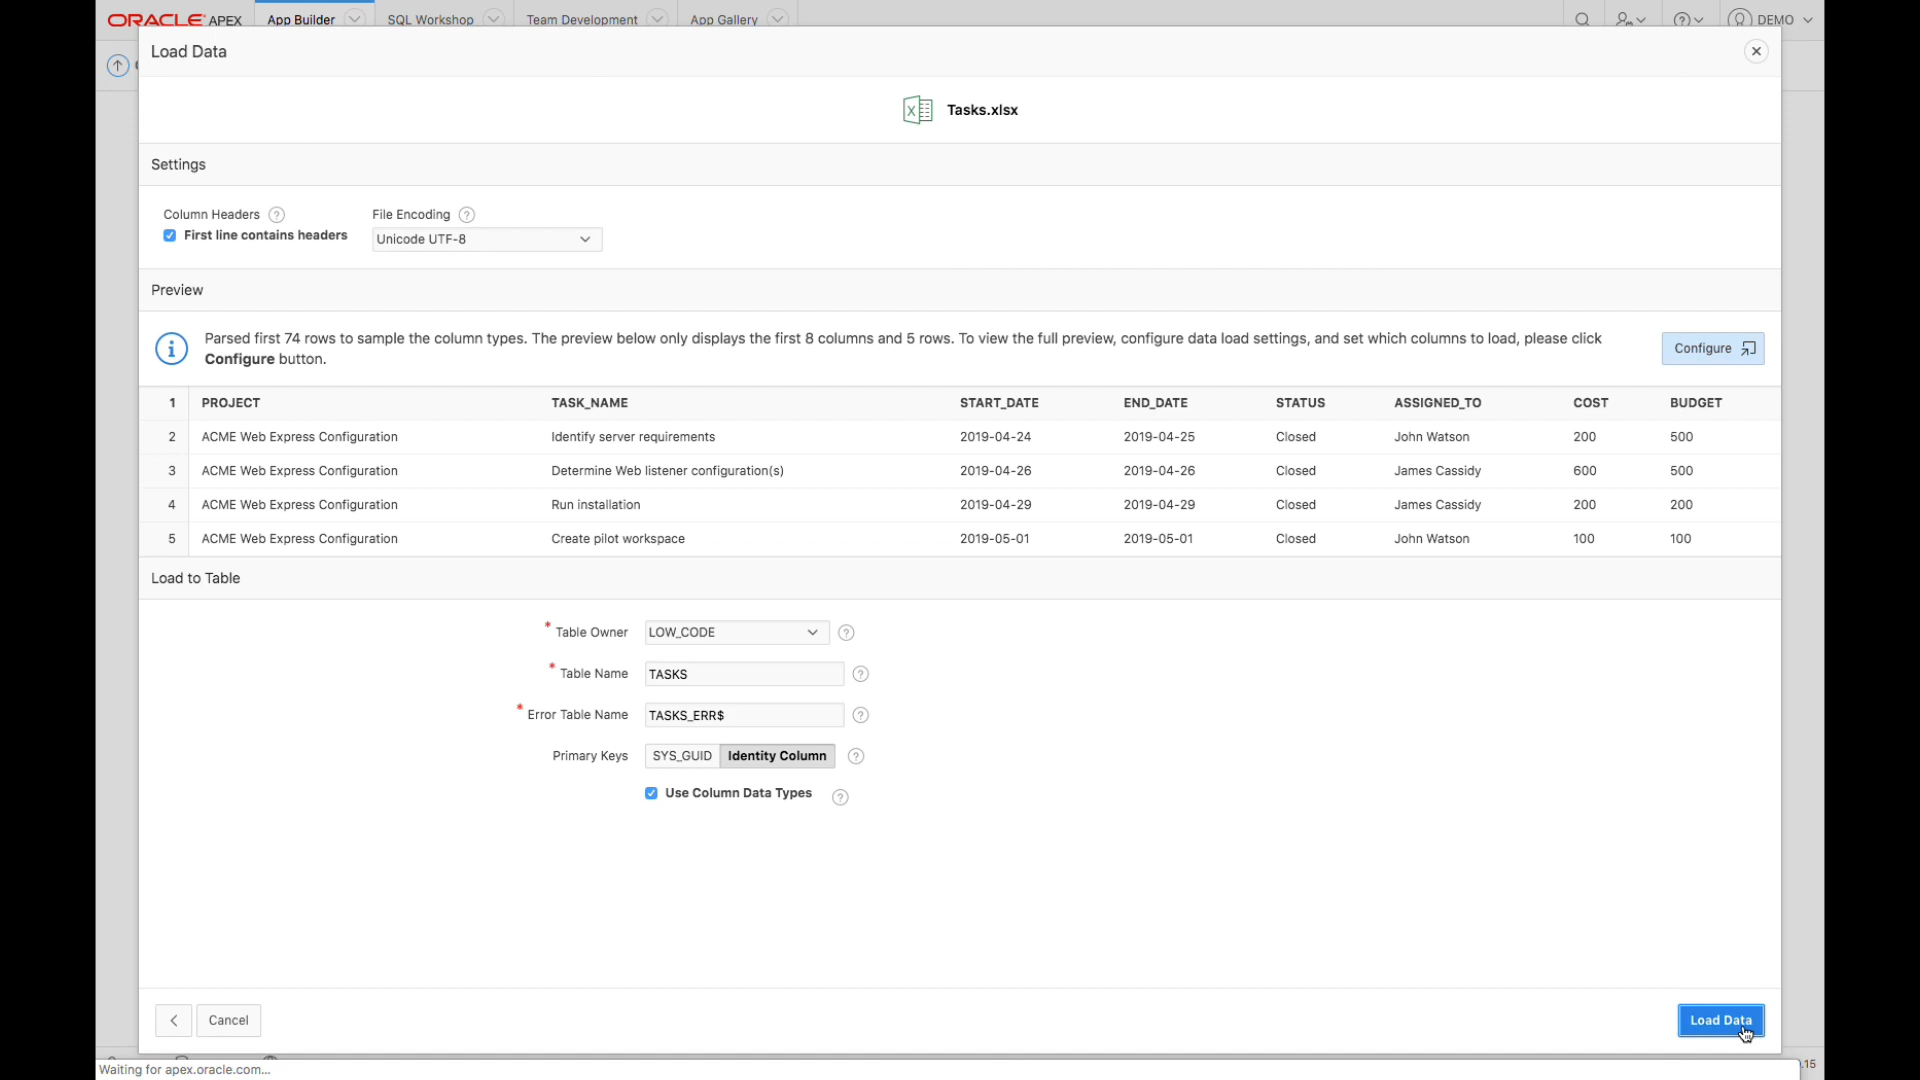 ORACLE APEX App Builder SQL Workshop Team Development App Gallery DEMO
Load Data
Tasks.xlsx
Settings
Column Headers File Encoding
First line contains headers Unicode UTF-8
Preview
Parsed first 74 rows to sample the column types. The preview below only displays the first 8 columns and 5 rows. To view the full preview, configure data load settings, and set which columns to load, please click
Configure button.
Configure
1 PROJECT TASK_NAME START_DATE END_DATE STATUS ASSIGNED_TO COST BUDGET
2 ACME Web Express Configuration Identify server requirements 2019-04-24 2019-04-25 Closed John Watson 200 500
3 ACME Web Express Configuration Determine Web listener configuration(s) 2019-04-26 2019-04-26 Closed James Cassidy 600 500
4 ACME Web Express Configuration Run installation 2019-04-29 2019-04-29 Closed James Cassidy 200 200
5 ACME Web Express Configuration Create pilot workspace 2019-05-01 2019-05-01 Closed John Watson 100 100
Load to Table
* Table Owner LOW_CODE
* Table Name TASKS
* Error Table Name TASKS_ERR$
Primary Keys SYS_GUID Identity Column
Use Column Data Types
Cancel Load Data
Waiting for apex.oracle.com... .15